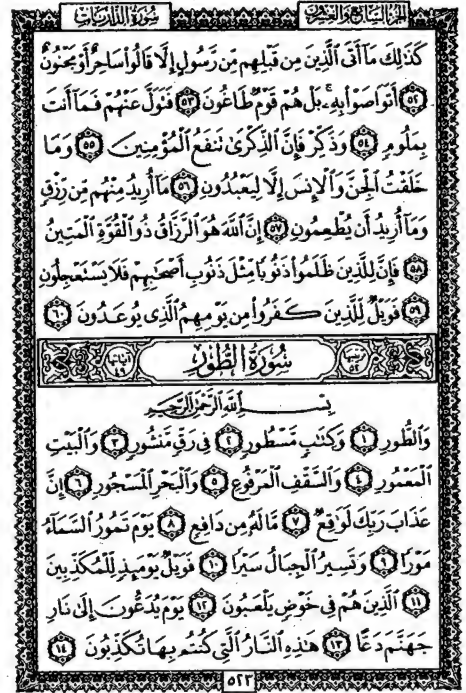 الجزء السابع والعشرون سورة الذاريات
كَذَٰلِكَ مَآ أَتَى ٱلَّذِينَ مِن قَبْلِهِم مِّن رَّسُولٍ إِلَّا قَالُوا۟ سَاحِرٌ أَوْ مَجْنُونٌ
٥٢ أَتَوَاصَوْا۟ بِهِۦ ۚ بَلْ هُمْ قَوْمٌ طَاغُونَ ٥٣ فَتَوَلَّ عَنْهُمْ فَمَآ أَنتَ
بِمَلُومٍ ٥٤ وَذَكِّرْ فَإِنَّ ٱلذِّكْرَىٰ تَنفَعُ ٱلْمُؤْمِنِينَ ٥٥ وَمَا
خَلَقْتُ ٱلْجِنَّ وَٱلْإِنسَ إِلَّا لِيَعْبُدُونِ ٥٦ مَآ أُرِيدُ مِنْهُم مِّن رِّزْقٍ
وَمَآ أُرِيدُ أَن يُطْعِمُونِ ٥٧ إِنَّ ٱللَّهَ هُوَ ٱلرَّزَّاقُ ذُو ٱلْقُوَّةِ ٱلْمَتِينُ
٥٨ فَإِنَّ لِلَّذِينَ ظَلَمُوا۟ ذَنُوبًا مِّثْلَ ذَنُوبِ أَصْحَٰبِهِمْ فَلَا يَسْتَعْجِلُونِ
٥٩ فَوَيْلٌ لِّلَّذِينَ كَفَرُوا۟ مِن يَوْمِهِمُ ٱلَّذِى يُوعَدُونَ ٦٠
ترتيبها ٥٢ سُورَةُ الطُّورِ آياتها ٤٩
بِسْمِ ٱللَّهِ ٱلرَّحْمَٰنِ ٱلرَّحِيمِ
وَٱلطُّورِ ١ وَكِتَٰبٍ مَّسْطُورٍ ٢ فِى رَقٍّ مَّنشُورٍ ٣ وَٱلْبَيْتِ
ٱلْمَعْمُورِ ٤ وَٱلسَّقْفِ ٱلْمَرْفُوعِ ٥ وَٱلْبَحْرِ ٱلْمَسْجُورِ ٦ إِنَّ
عَذَابَ رَبِّكَ لَوَٰقِعٌ ٧ مَّا لَهُۥ مِن دَافِعٍ ٨ يَوْمَ تَمُورُ ٱلسَّمَآءُ
مَوْرًا ٩ وَتَسِيرُ ٱلْجِبَالُ سَيْرًا ١٠ فَوَيْلٌ يَوْمَئِذٍ لِّلْمُكَذِّبِينَ
١١ ٱلَّذِينَ هُمْ فِى خَوْضٍ يَلْعَبُونَ ١٢ يَوْمَ يُدَعُّونَ إِلَىٰ نَارِ
جَهَنَّمَ دَعًّا ١٣ هَٰذِهِ ٱلنَّارُ ٱلَّتِى كُنتُم بِهَا تُكَذِّبُونَ ١٤
٥٢٣